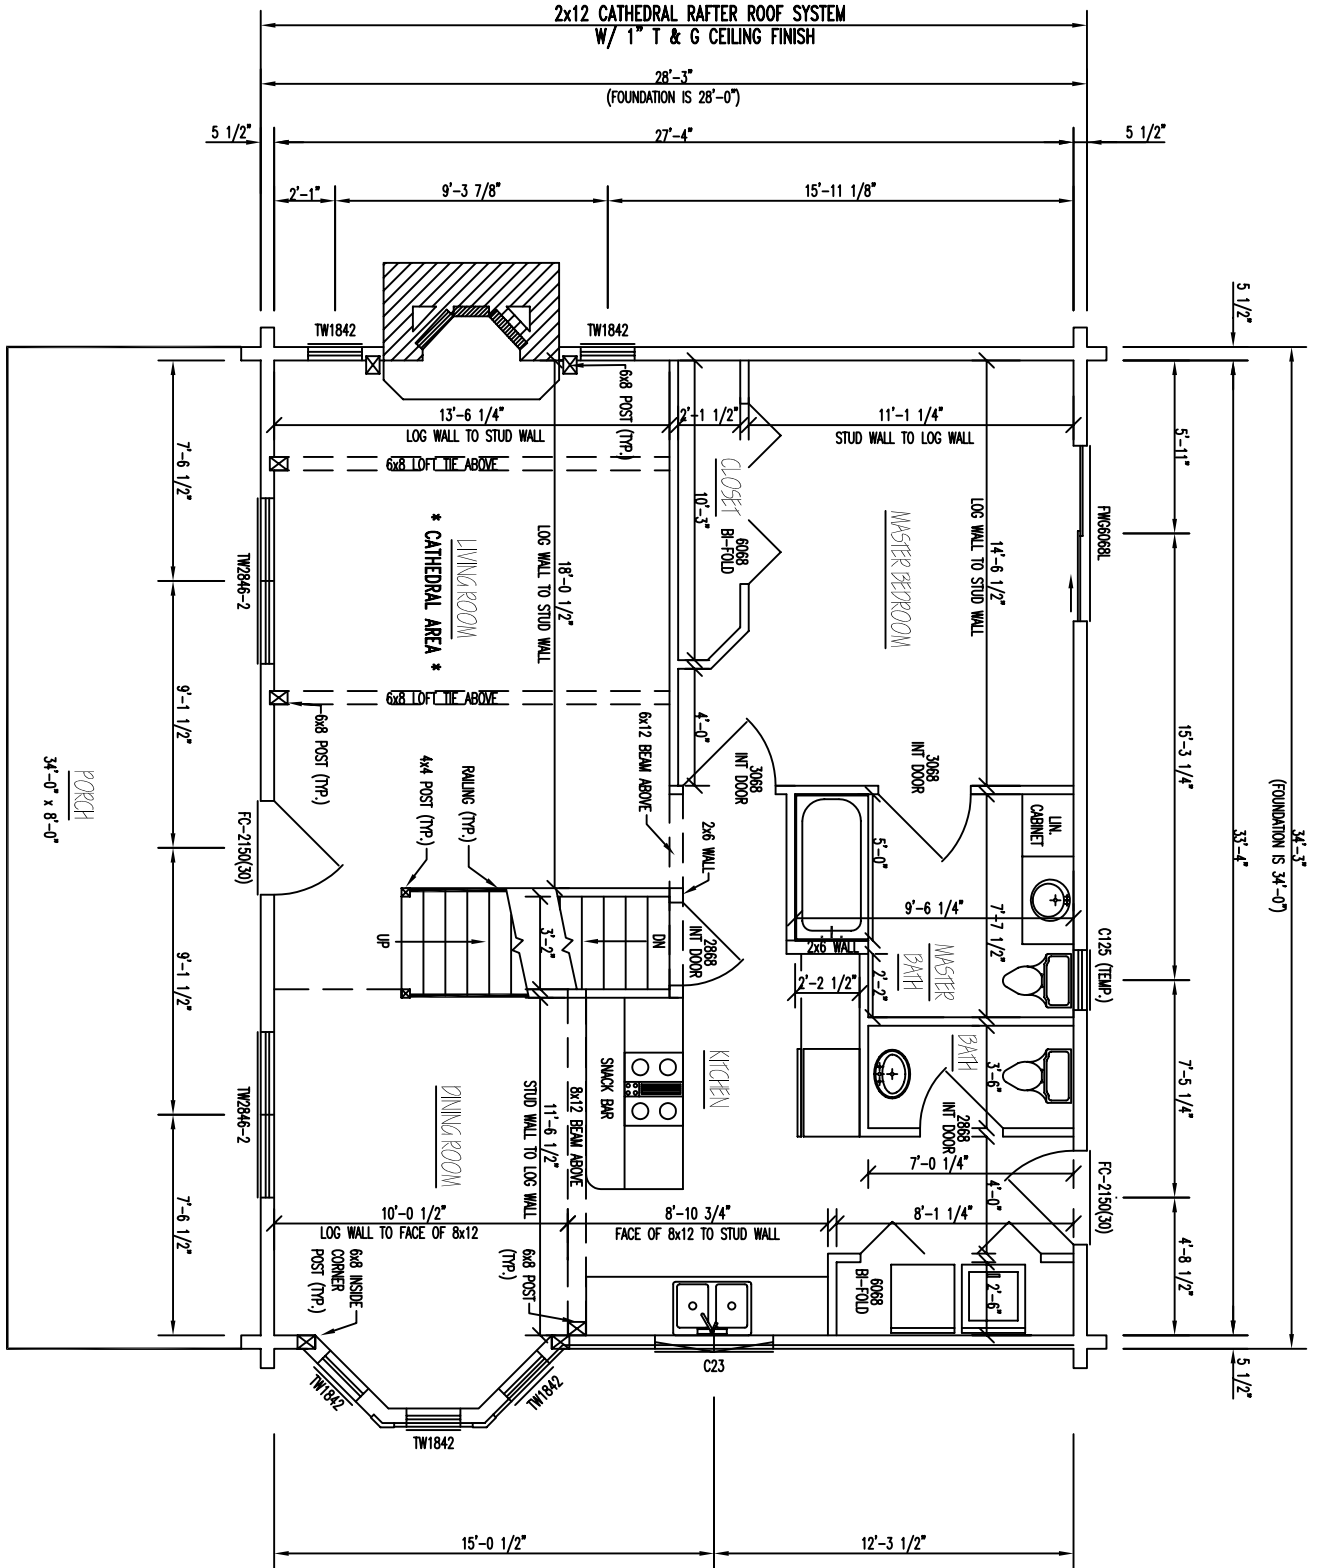 2x12 CATHEDRAL RAFTER ROOF SYSTEM
W/ 1" T & G CEILING FINISH
28'-3"
(FOUNDATION IS 28'-0")
5 1/2"
27'-4"
5 1/2"
2'-1"
9'-3 7/8"
15'-11 1/8"
5 1/2"
TW1842
TW1842
6x8 POST (TYP.)
13'-6 1/4"
LOG WALL TO STUD WALL
2'-1 1/2"
11'-1 1/4"
STUD WALL TO LOG WALL
5'-11"
7'-6 1/2"
6x8 LOFT TIE ABOVE
CLOSET
10'-3"
6068
BI-FOLD
MASTER BEDROOM
14'-6 1/2"
LOG WALL TO STUD WALL
FWG6068L
TW2846-2
LIVING ROOM
* CATHEDRAL AREA *
18'-0 1/2"
LOG WALL TO STUD WALL
9'-1 1/2"
6x8 LOFT TIE ABOVE
6x8 POST (TYP.)
6x12 BEAM ABOVE
4'-0"
3068
INT DOOR
3068
INT DOOR
15'-3 1/4"
34'-3"
(FOUNDATION IS 34'-0")
33'-4"
PORCH
34'-0" x 8'-0"
4x4 POST (TYP.)
RAILING (TYP.)
FC-2150(30)
2x6 WALL
5'-0"
LIN.
CABINET
9'-6 1/4"
7'-7 1/2"
UP
3'-2"
DN
2868
INT DOOR
2x6 WALL
MASTER
BATH
2'-2"
2'-2 1/2"
C125 (TEMP.)
9'-1 1/2"
TW2846-2
DINING ROOM
SNACK BAR
KITCHEN
BATH
3'-6"
2868
INT DOOR
7'-5 1/4"
8x12 BEAM ABOVE
11'-6 1/2"
STUD WALL TO LOG WALL
7'-0 1/4"
4'-0"
FC-2150(30)
7'-6 1/2"
10'-0 1/2"
LOG WALL TO FACE OF 8x12
8'-10 3/4"
FACE OF 8x12 TO STUD WALL
8'-1 1/4"
4'-8 1/2"
6x8 INSIDE
CORNER
POST (TYP.)
6x8 POST
(TYP.)
6068
BI-FOLD
2'-6"
5 1/2"
C23
TW1842
TW1842
TW1842
15'-0 1/2"
12'-3 1/2"